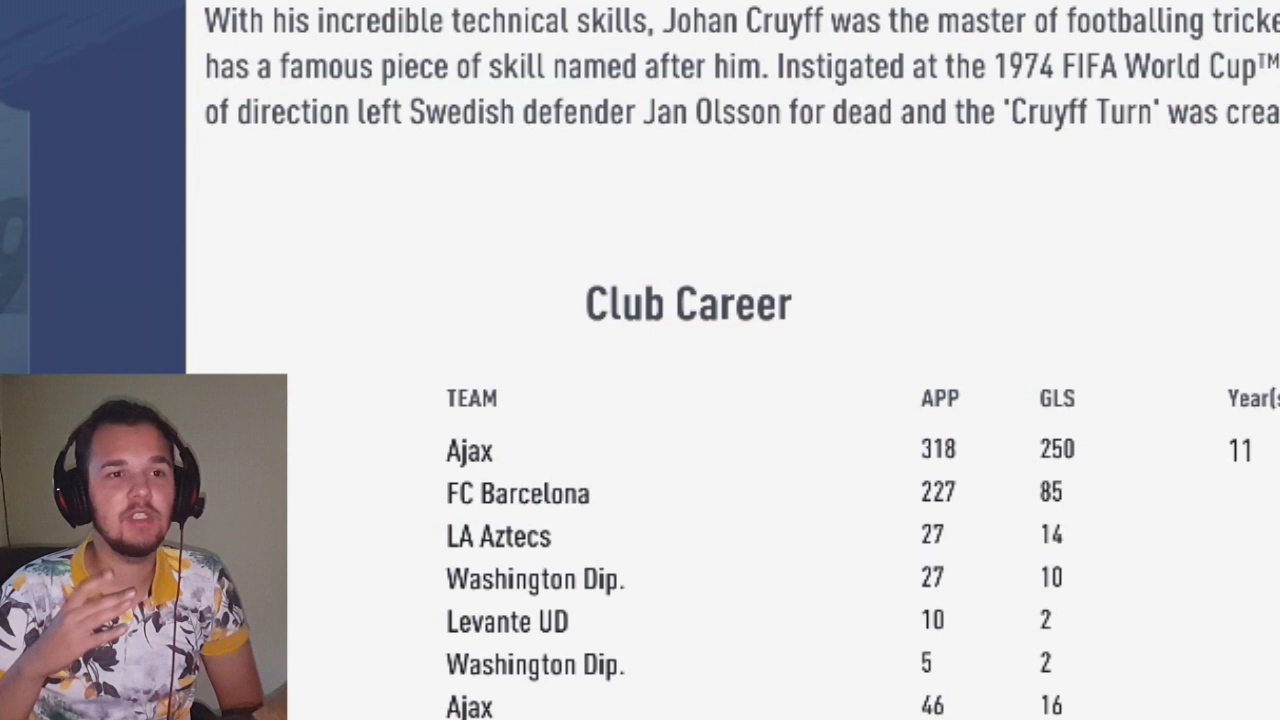 With his incredible technical skills, Johan Cruyff was the master of footballing
has a famous piece of skill named after him. Instigated at the 1974 FIFA World Cup™
of direction left Swedish defender Jan Olsson for dead and the 'Cruyff Turn' was
Club Career
TEAM APP GLS
Ajax 318 250 11
FC Barcelona 227 85
LA Aztecs 27 14
Washington Dip. 27 10
Levante UD 10 2
Washington Dip. 5 2
Ajax 46 16